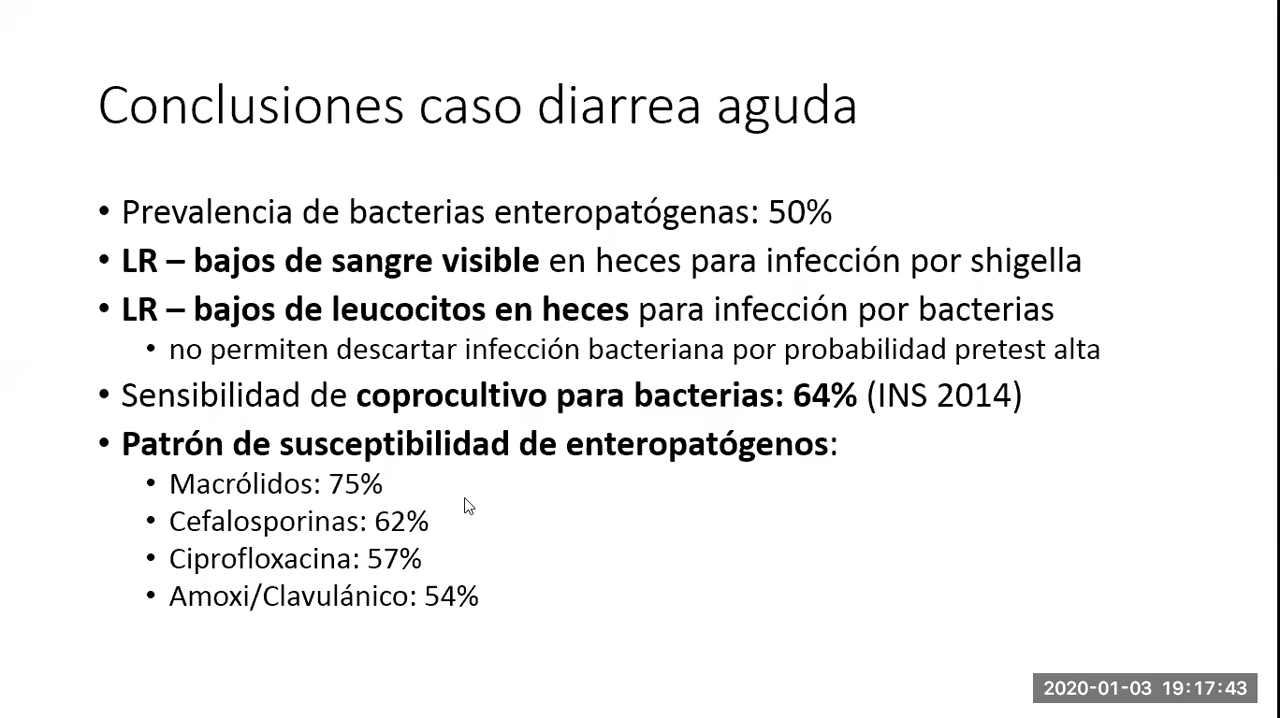 Conclusiones caso diarrea aguda
• Prevalencia de bacterias enteropatógenas: 50%
• LR – bajos de sangre visible en heces para infección por shigella
• LR – bajos de leucocitos en heces para infección por bacterias
• no permiten descartar infección bacteriana por probabilidad pretest alta
• Sensibilidad de coprocultivo para bacterias: 64% (INS 2014)
• Patrón de susceptibilidad de enteropatógenos:
• Macrólidos: 75%
• Cefalosporinas: 62%
• Ciprofloxacina: 57%
• Amoxi/Clavulánico: 54%
2020-01-03 19:17:43